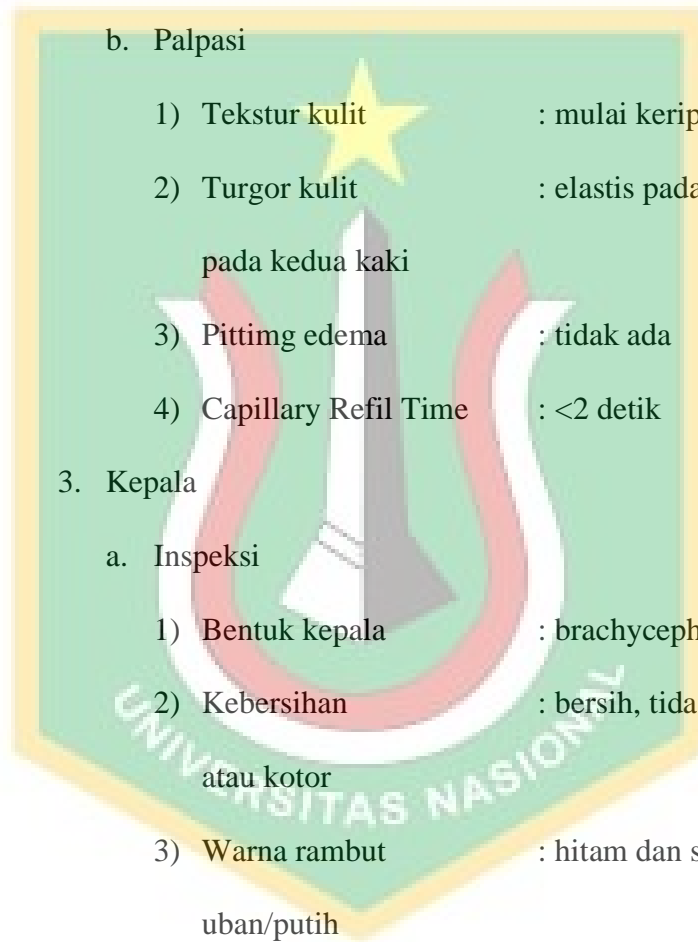 b. Palpasi
1) Tekstur kulit : mulai
2) Turgor kulit : elastis
pada kedua kaki
3) Pittimg edema : tidak ada
4) Capillary Refil Time : <2 detik
3. Kepala
a. Inspeksi
1) Bentuk kepala :
2) Kebersihan : bersih,
atau kotor
3) Warna rambut : hitam dan
uban/putih
UNIVERSITAS NASIONAL